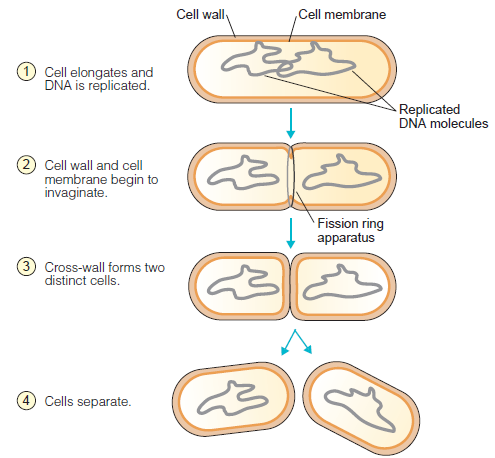 Cell wall
Cell membrane
1 Cell elongates and
DNA is replicated.
Replicated
DNA molecules
2 Cell wall and cell
membrane begin to
invaginate.
Fission ring
apparatus
3 Cross-wall forms two
distinct cells.
4 Cells separate.